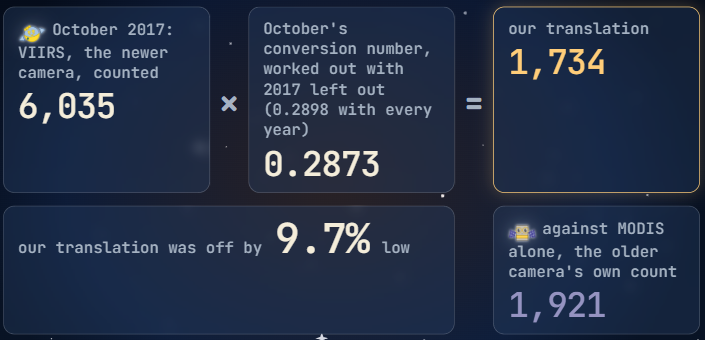 October 2017:
VIIRS, the newer
camera, counted
6,035
×
October's
conversion number,
worked out with
2017 left out
(0.2898 with every
year)
0.2873
=
our translation
1,734
our translation was off by 9.7% low
against MODIS
alone, the older
camera's own count
1,921